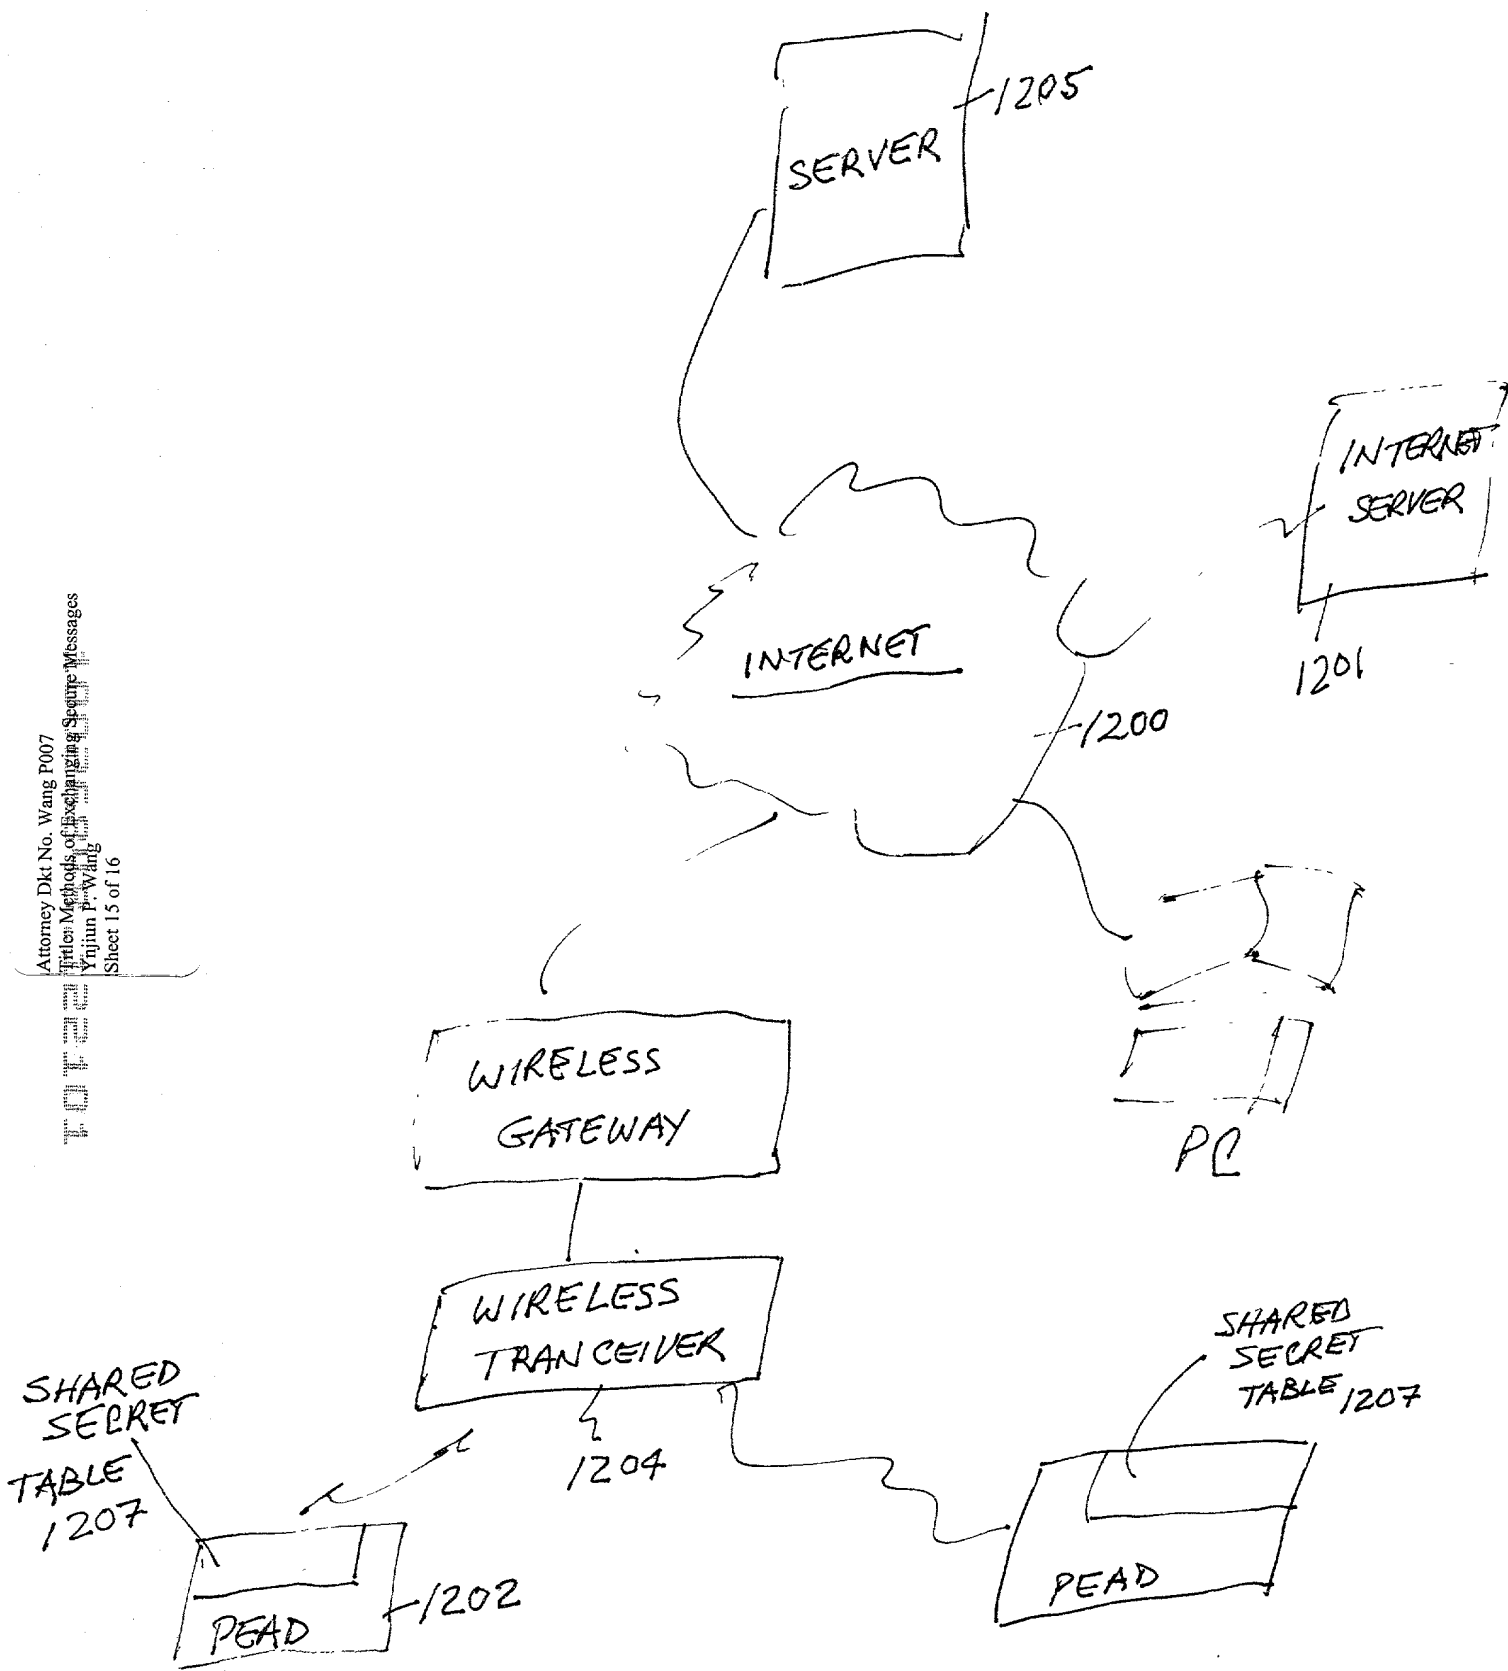 1205
SERVER
INTERNET
SERVER
1201
INTERNET
1200
Attorney Dkt No. Wang P007
Title: Methods of Exchanging Secure Messages
Ynjiun P. Wang
Sheet 15 of 16
PC
WIRELESS
GATEWAY
WIRELESS
TRANCEIVER
1204
SHARED
SECRET
TABLE
1207
PEAD
1202
SHARED
SECRET
TABLE 1207
PEAD